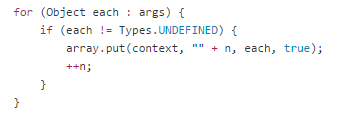 for (Object each : args) {
    if (each != Types.UNDEFINED) {
        array.put(context, "" + n, each, true);
        ++n;
    }
}